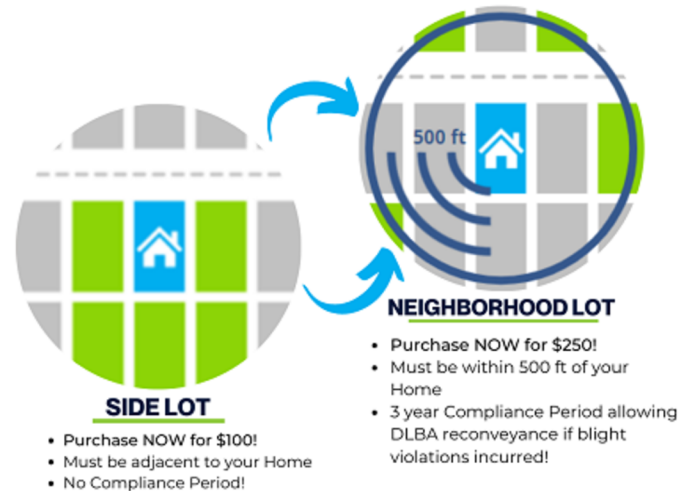 500 ft
NEIGHBORHOOD LOT
• Purchase NOW for $250!
• Must be within 500 ft of your
Home
• 3 year Compliance Period allowing
DLBA reconveyance if blight
violations incurred!
SIDE LOT
• Purchase NOW for $100!
• Must be adjacent to your Home
• No Compliance Period!